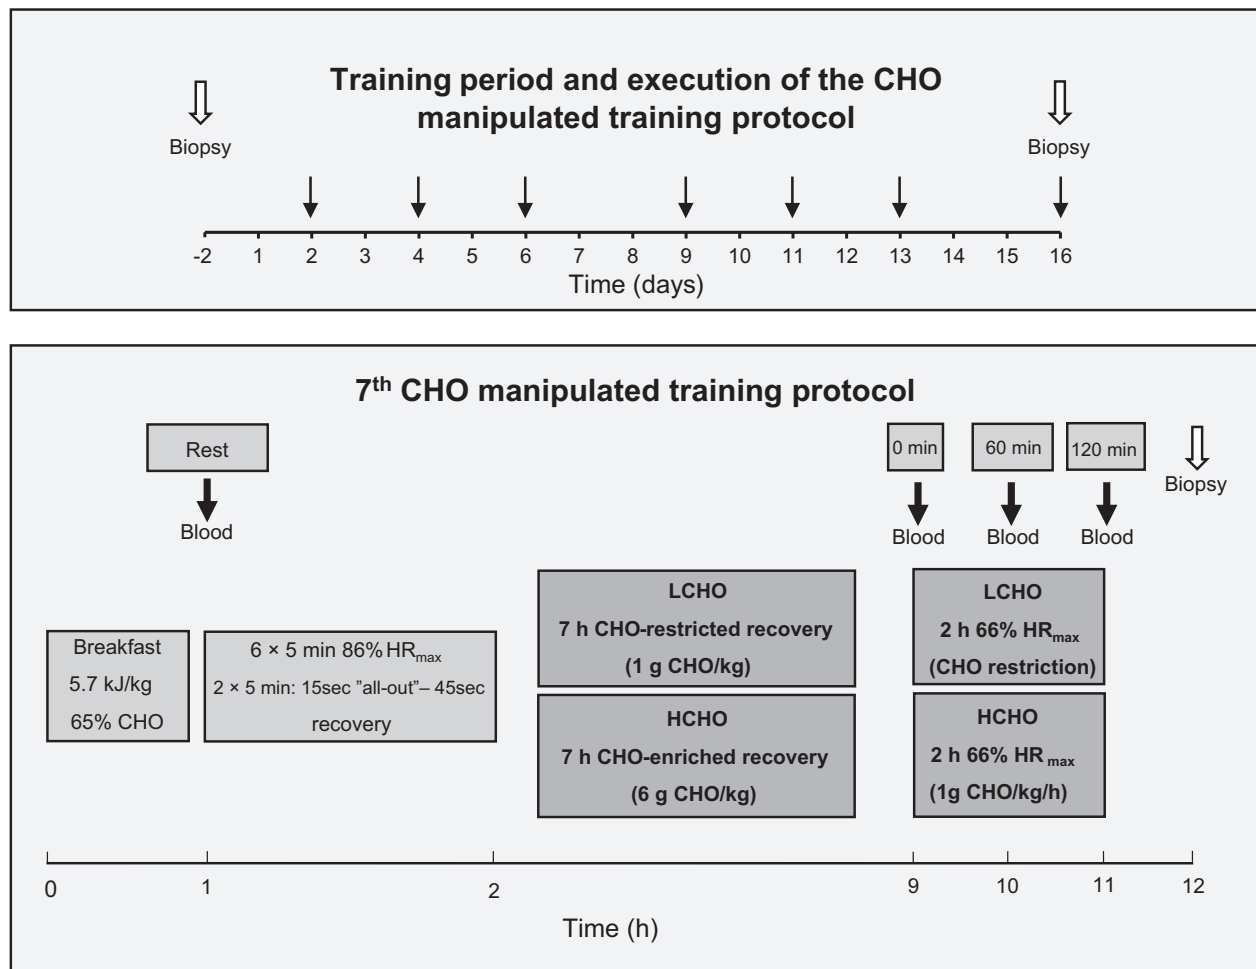 Training period and execution of the CHO
manipulated training protocol
Biopsy
Biopsy
-2 1 2 3 4 5 6 7 8 9 10 11 12 13 14 15 16
Time (days)
7th CHO manipulated training protocol
Rest
0 min
60 min
120 min
Blood
Blood
Blood
Blood
Biopsy
Breakfast
5.7 kJ/kg
65% CHO
6 × 5 min 86% HRmax
2 × 5 min: 15sec ”all-out”– 45sec
recovery
LCHO
7 h CHO-restricted recovery
(1 g CHO/kg)
HCHO
7 h CHO-enriched recovery
(6 g CHO/kg)
LCHO
2 h 66% HRmax
(CHO restriction)
HCHO
2 h 66% HR max
(1g CHO/kg/h)
0 1 2 9 10 11 12
Time (h)